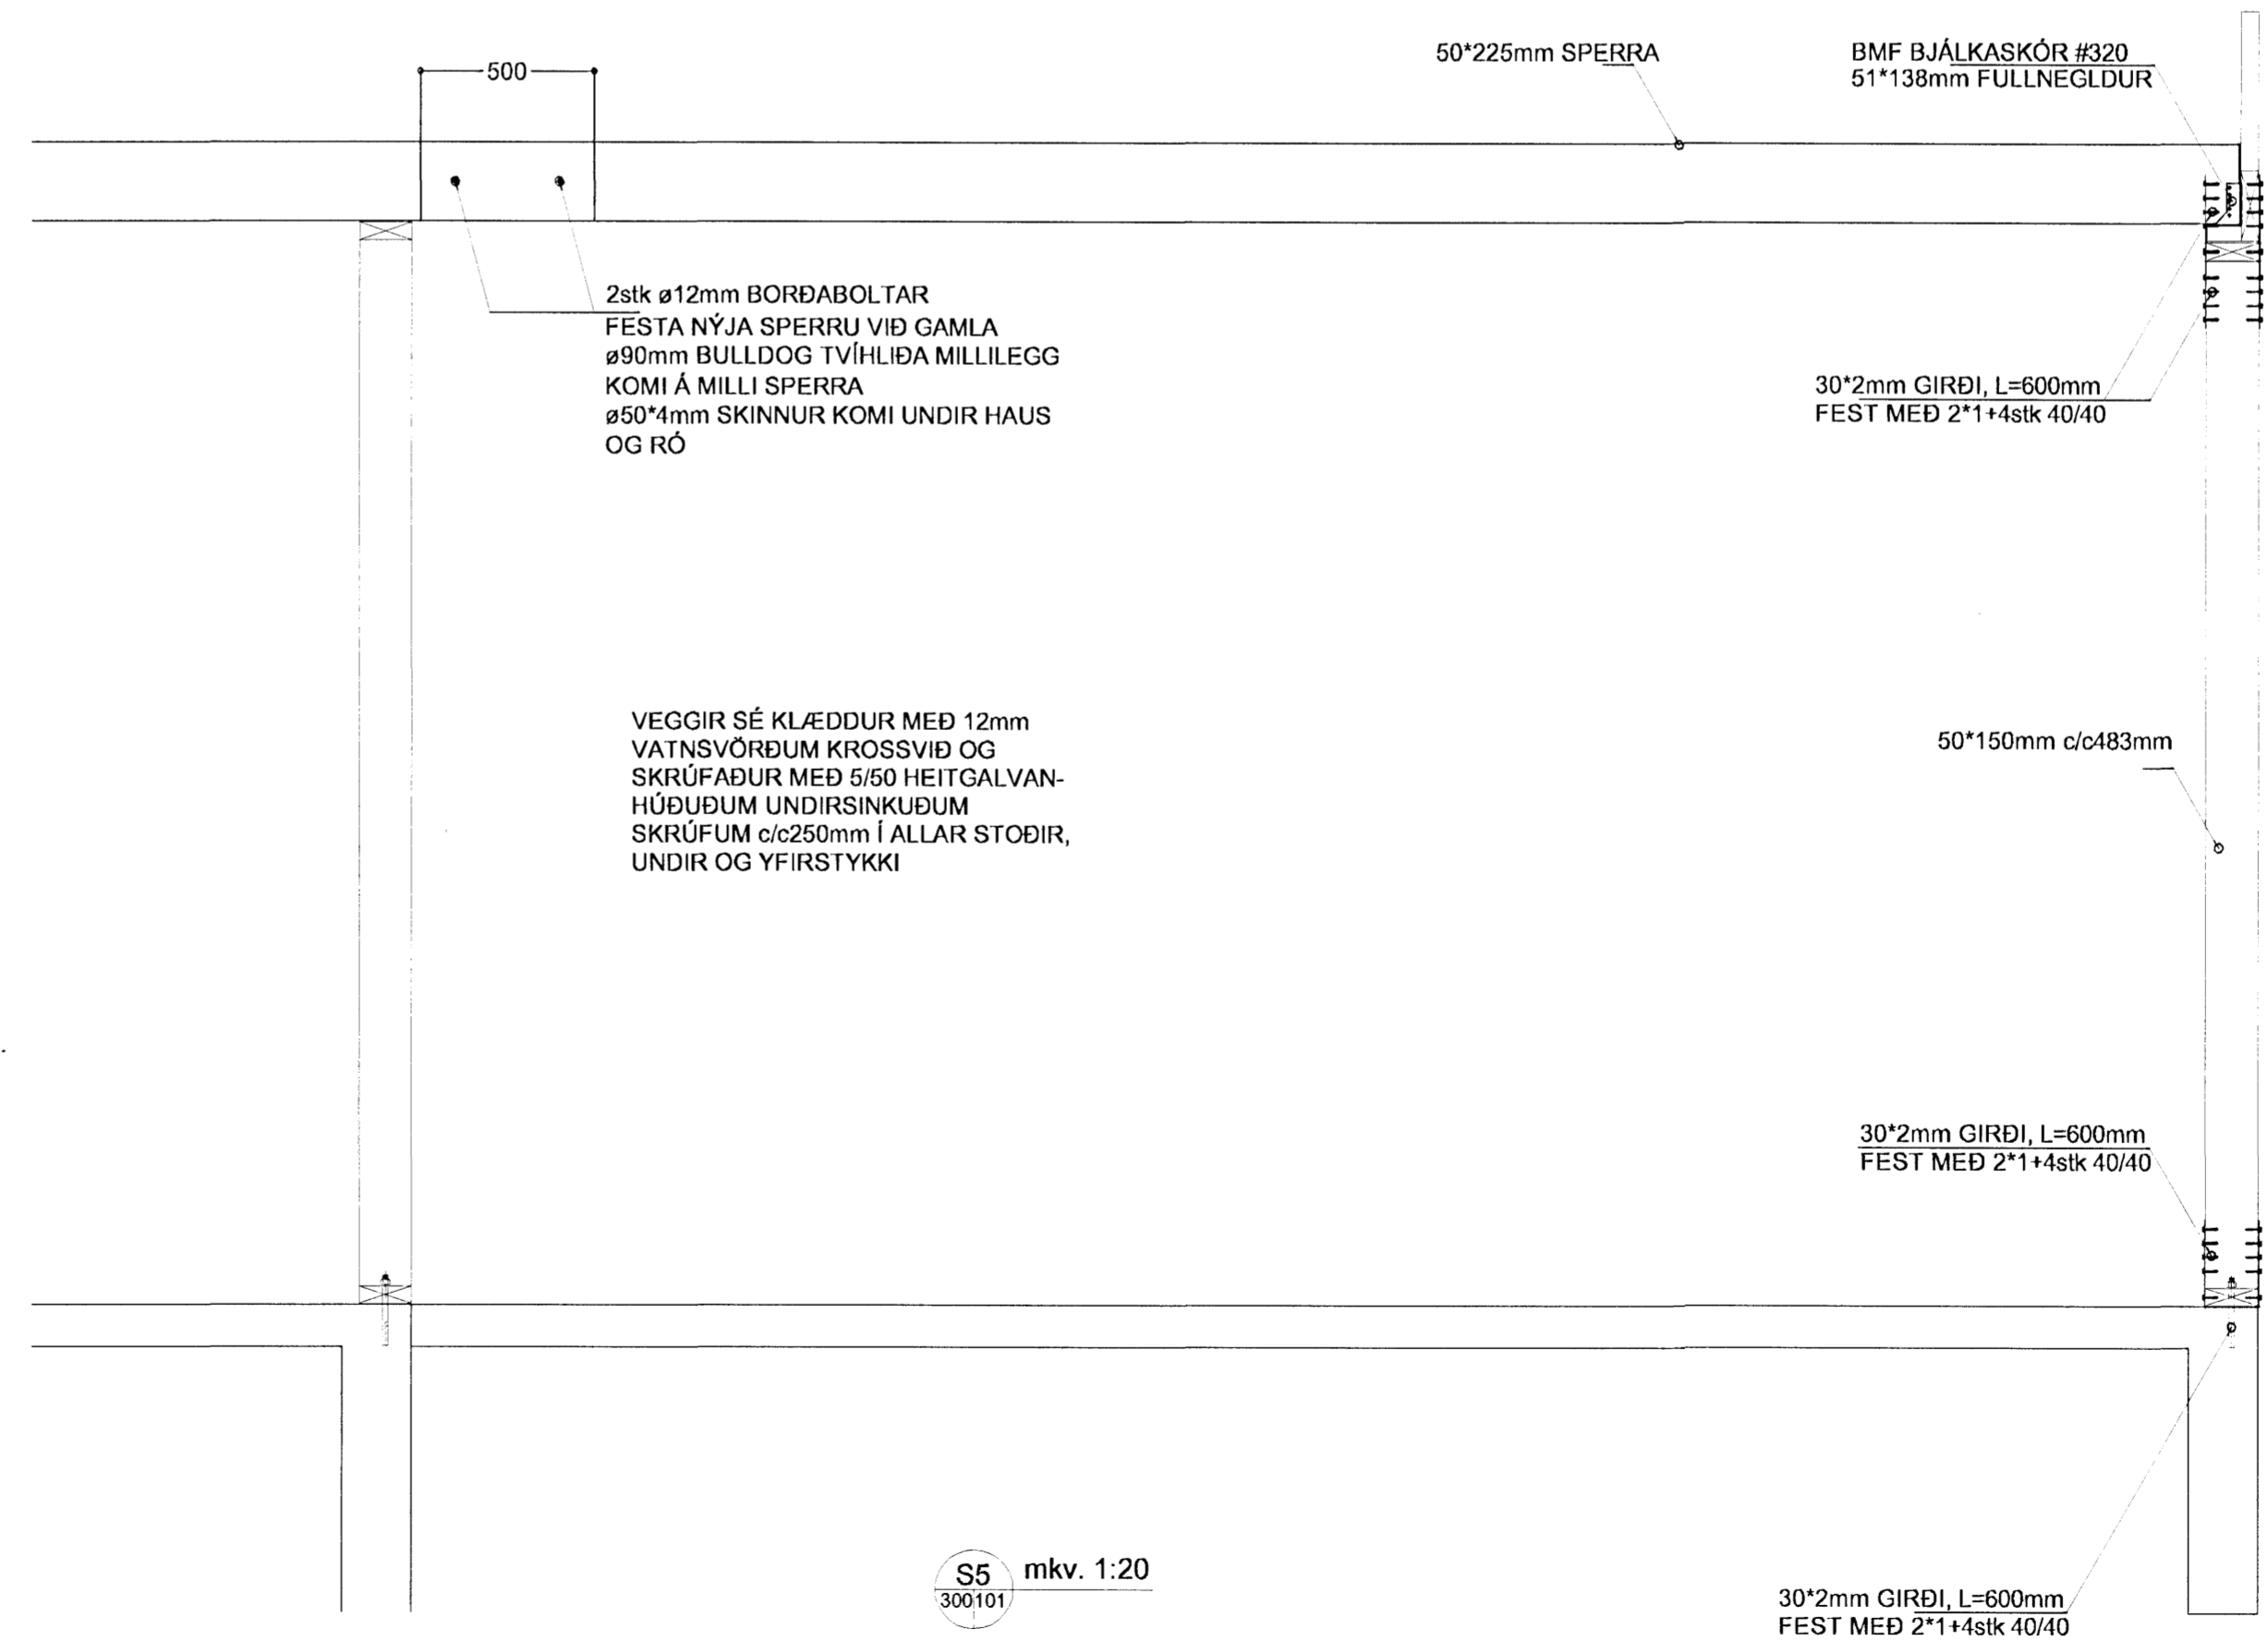 500
50*225mm SPERRA
BMF BJÁLKASKÓR #320
51*138mm FULLNEGLDUR
2stk ø12mm BORÐABOLTAR
FESTA NÝJA SPERRU VIÐ GAMLA
ø90mm BULLDOG TVÍHLIÐA MILLILEGG
KOMI Á MILLI SPERRA
ø50*4mm SKINNUR KOMI UNDIR HAUS
OG RÓ
30*2mm GIRÐI, L=600mm
FEST MEÐ 2*1+4stk 40/40
VEGGIR SÉ KLÆDDUR MEÐ 12mm
VATNSVÖRÐUM KROSSVIÐ OG
SKRÚFAÐUR MEÐ 5/50 HEITGALVAN-
HÚÐUÐUM UNDIRSINKUÐUM
SKRÚFUM c/c250mm Í ALLAR STOÐIR,
UNDIR OG YFIRSTYKKI
50*150mm c/c483mm
30*2mm GIRÐI, L=600mm
FEST MEÐ 2*1+4stk 40/40
S5 mkv. 1:20
300101
30*2mm GIRÐI, L=600mm
FEST MEÐ 2*1+4stk 40/40